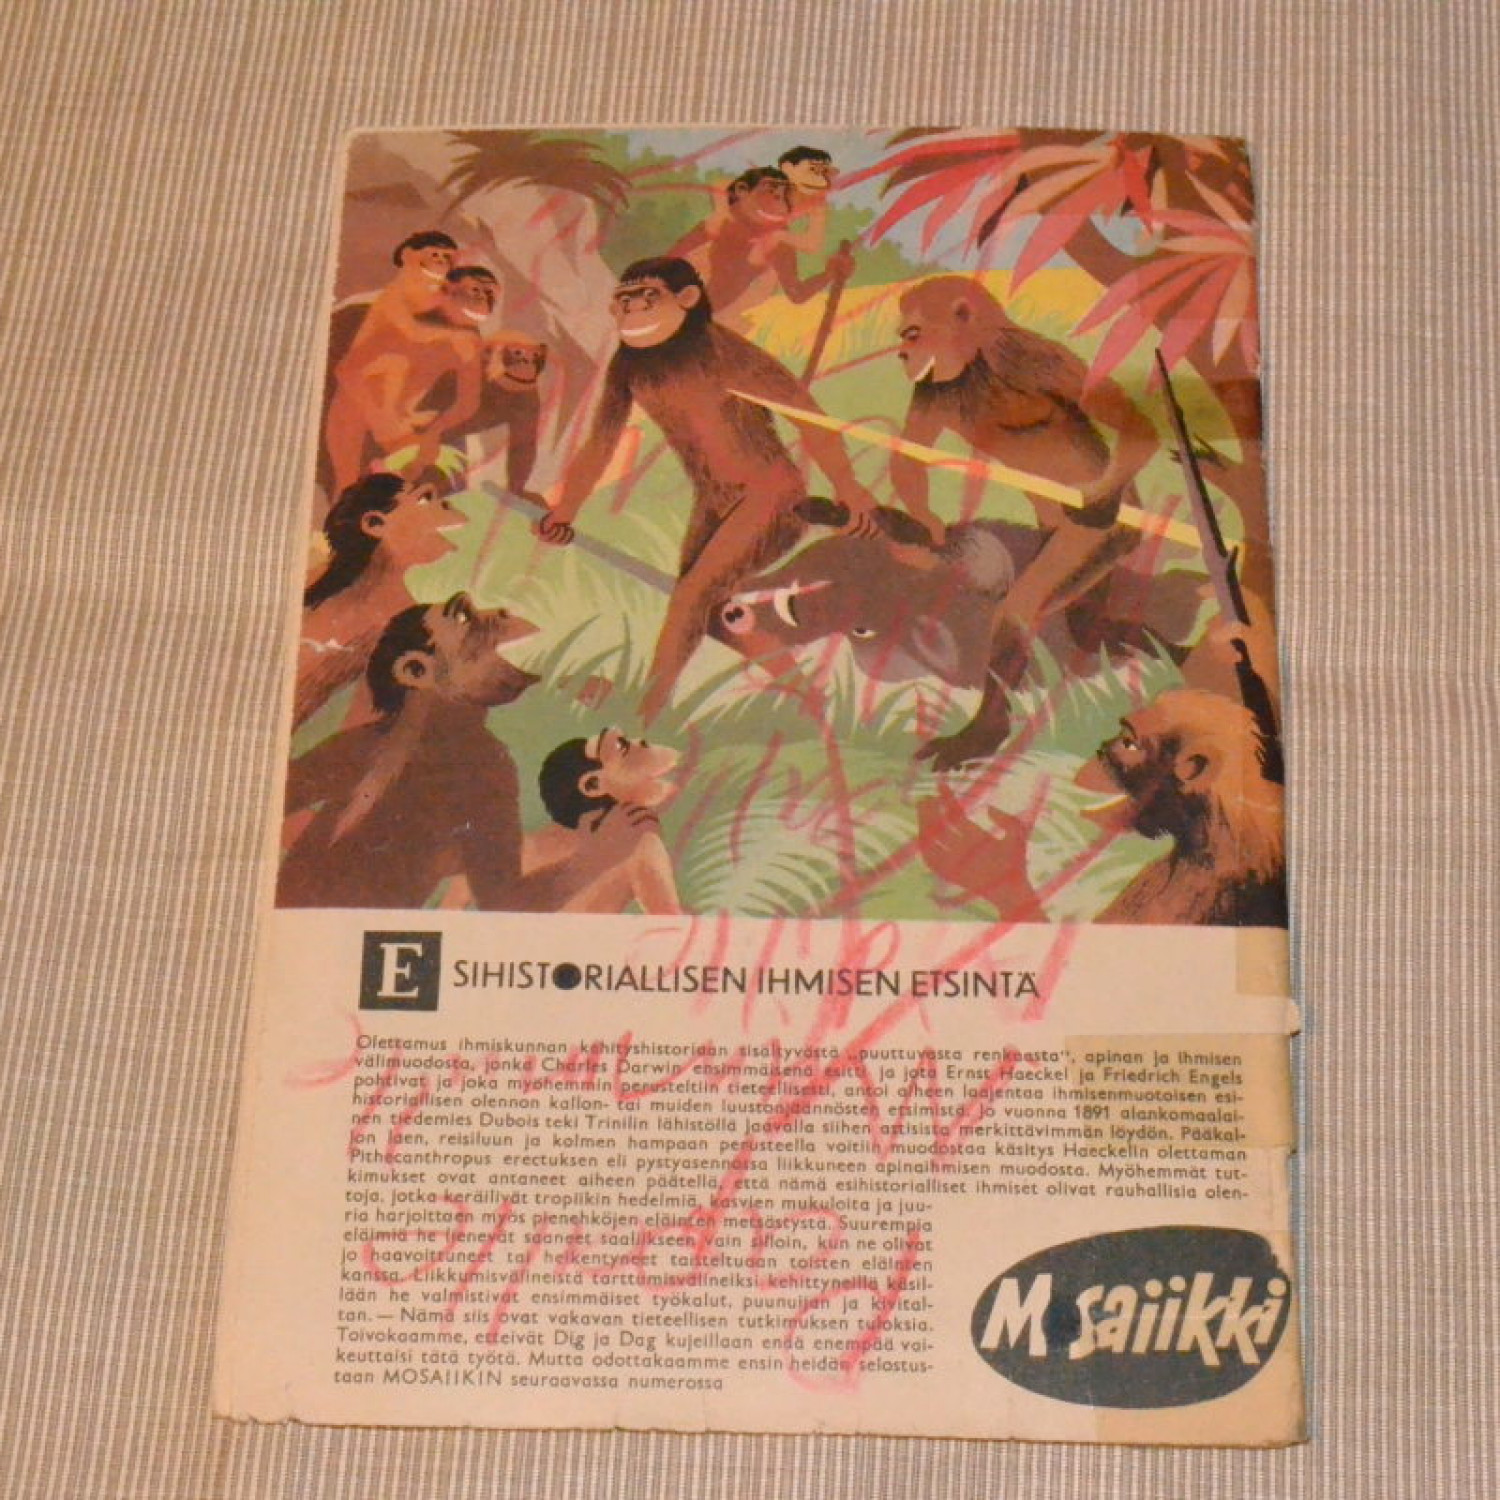 ESIHISTORIALLISEN IHMISEN ETSINTÄ
Olettamus ihmiskunnan kehityshistoriaan sisältyvästä „puuttuvasta renkaasta“, apinan ja ihmisen
välimuodosta, jonka Charles Darwin ensimmäisenä esitti ja jota Ernst Haeckel ja Friedrich Engels
pohtivat ja joka myöhemmin perusteltiin tieteellisesti, antoi aiheen laajentaa ihmisenmuotoisen esi-
historiallisen olennon kallon- tai muiden luustonjäännösten etsimistä. Jo vuonna 1891 alankomaalai-
nen tiedemies Dubois teki Trinilin lähistöllä Jaavalla siihen astisista merkittävimmän löydön. Pääkal-
lon laen, reisiluun ja kolmen hampaan perusteella voitiin muodostaa käsitys Haeckelin olettaman
Pithecanthropus erectuksen eli pystyasennossa liikkuneen apinaihmisen muodosta. Myöhemmät tut-
kimukset ovat antaneet aiheen päätellä, että nämä esihistorialliset ihmiset olivat rauhallisia olen-
toja, jotka keräilivät tropiikin hedelmiä, kasvien mukuloita ja juu-
ria harjoittaen myös pienehköjen eläinten metsästystä. Suurempia
eläimiä he lienevät saaneet saaliikseen vain silloin, kun ne olivat
jo haavoittuneet tai heikentyneet taisteltuaan toisten eläinten
kanssa. Liikkumisvälineistä tarttumisvälineiksi kehittyneillä käsil-
lään he valmistivat ensimmäiset työkalut, puunuijan ja kivital-
tan. — Nämä siis ovat vakavan tieteellisen tutkimuksen tuloksia.
Toivokaamme, etteivät Dig ja Dag kujeillaan enää enempää vai-
keuttaisi tätä työtä. Mutta odottakaamme ensin heidän selostus-
taan MOSAIIKIN seuraavassa numerossa
Mosaiikki